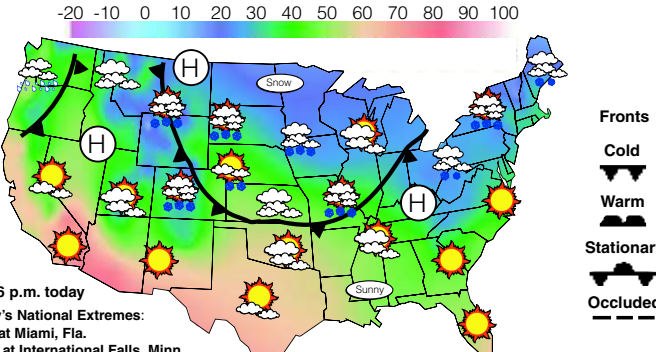 -20 -10 0 10 20 30 40 50 60 70 80 90 100
H
Snow
H
H
Sunny
Fronts
Cold
Warm
Stationar
Occluded
6 p.m. today
's National Extremes:
at Miami, Fla.
at International Falls, Minn